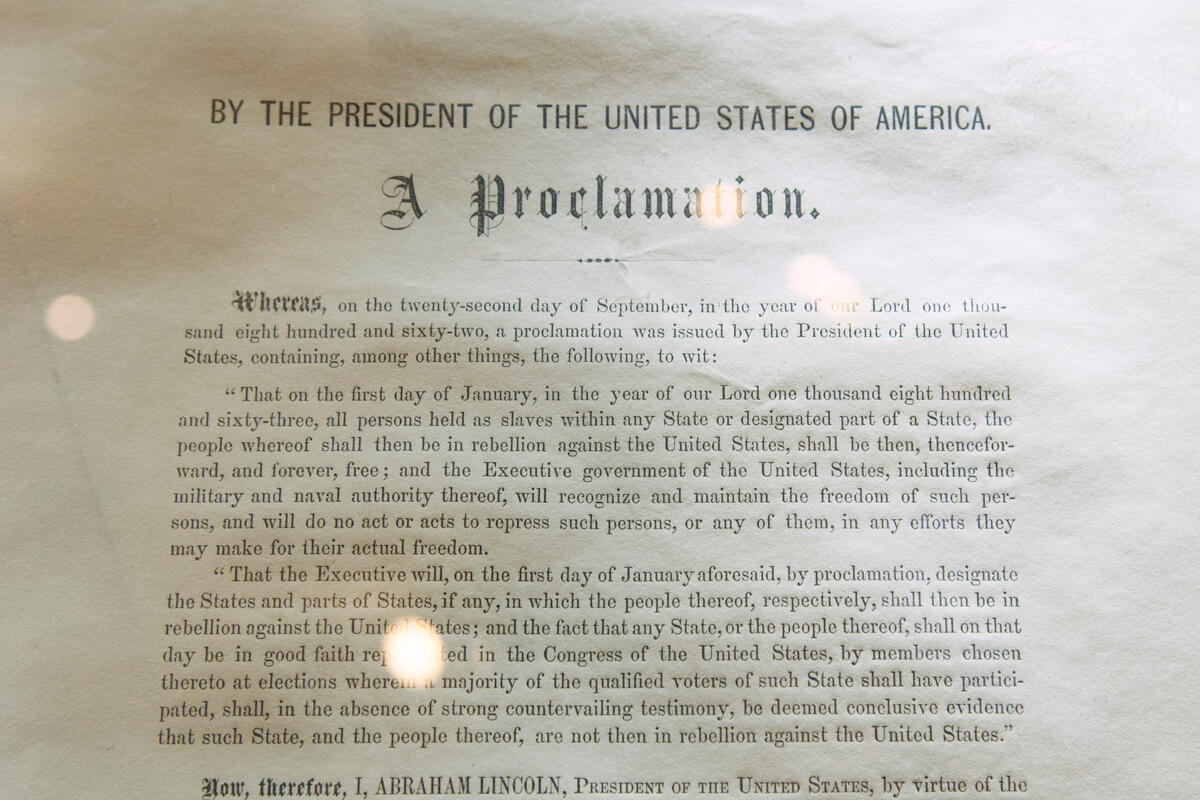 BY THE PRESIDENT OF THE UNITED STATES OF AMERICA.
A Proclamation.
Whereas, on the twenty-second day of September, in the year of our Lord one thou-
sand eight hundred and sixty-two, a proclamation was issued by the President of the United
States, containing, among other things, the following, to wit:
“That on the first day of January, in the year of our Lord one thousand eight hundred
and sixty-three, all persons held as slaves within any State or designated part of a State, the
people whereof shall then be in rebellion against the United States, shall be then, thencefor-
ward, and forever, free; and the Executive government of the United States, including the
military and naval authority thereof, will recognize and maintain the freedom of such per-
sons, and will do no act or acts to repress such persons, or any of them, in any efforts they
may make for their actual freedom.
“That the Executive will, on the first day of January aforesaid, by proclamation, designate
the States and parts of States, if any, in which the people thereof, respectively, shall then be in
rebellion against the United States; and the fact that any State, or the people thereof, shall on that
day be in good faith in the Congress of the United States, by members chosen
thereto at elections wherein a majority of the qualified voters of such State shall have partici-
pated, shall, in the absence of strong countervailing testimony, be deemed conclusive evidence
that such State, and the people thereof, are not then in rebellion against the United States.”
Now, therefore, I, ABRAHAM LINCOLN, PRESIDENT OF THE UNITED STATES, by virtue of the